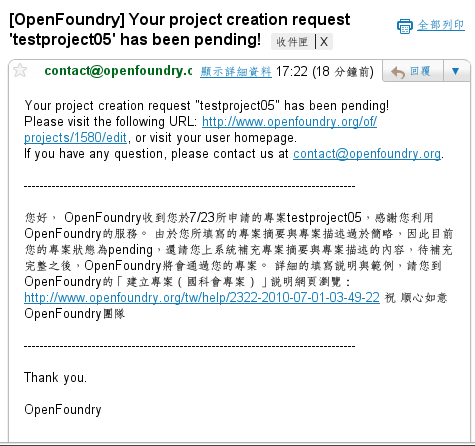 [OpenFoundry] Your project creation request
'testproject05' has been pending! 收件匣 X
全部列印
contact@openfoundry.c 顯示詳細資料 17:22 (18 分鐘前) 回覆
Your project creation request "testproject05" has been pending!
Please visit the following URL: http://www.openfoundry.org/of/
projects/1580/edit, or visit your user homepage.
If you have any question, please contact us at contact@openfoundry.org.
-------------------------------------------------------------------------------
您好， OpenFoundry收到您於7/23所申請的專案testproject05，感謝您利用
OpenFoundry的服務。 由於您所填寫的專案摘要與專案描述過於簡略，因此目前
您的專案狀態為pending，還請您上系統補充專案摘要與專案描述的內容，待補充
完整之後，OpenFoundry將會通過您的專案。 詳細的填寫說明與範例，請您到
OpenFoundry的「 建立專案（ 國科會專案）」說明網頁瀏覽：
http://www.openfoundry.org/tw/help/2322-2010-07-01-03-49-22 祝 順心如意
OpenFoundry團隊
-------------------------------------------------------------------------------
Thank you.
OpenFoundry